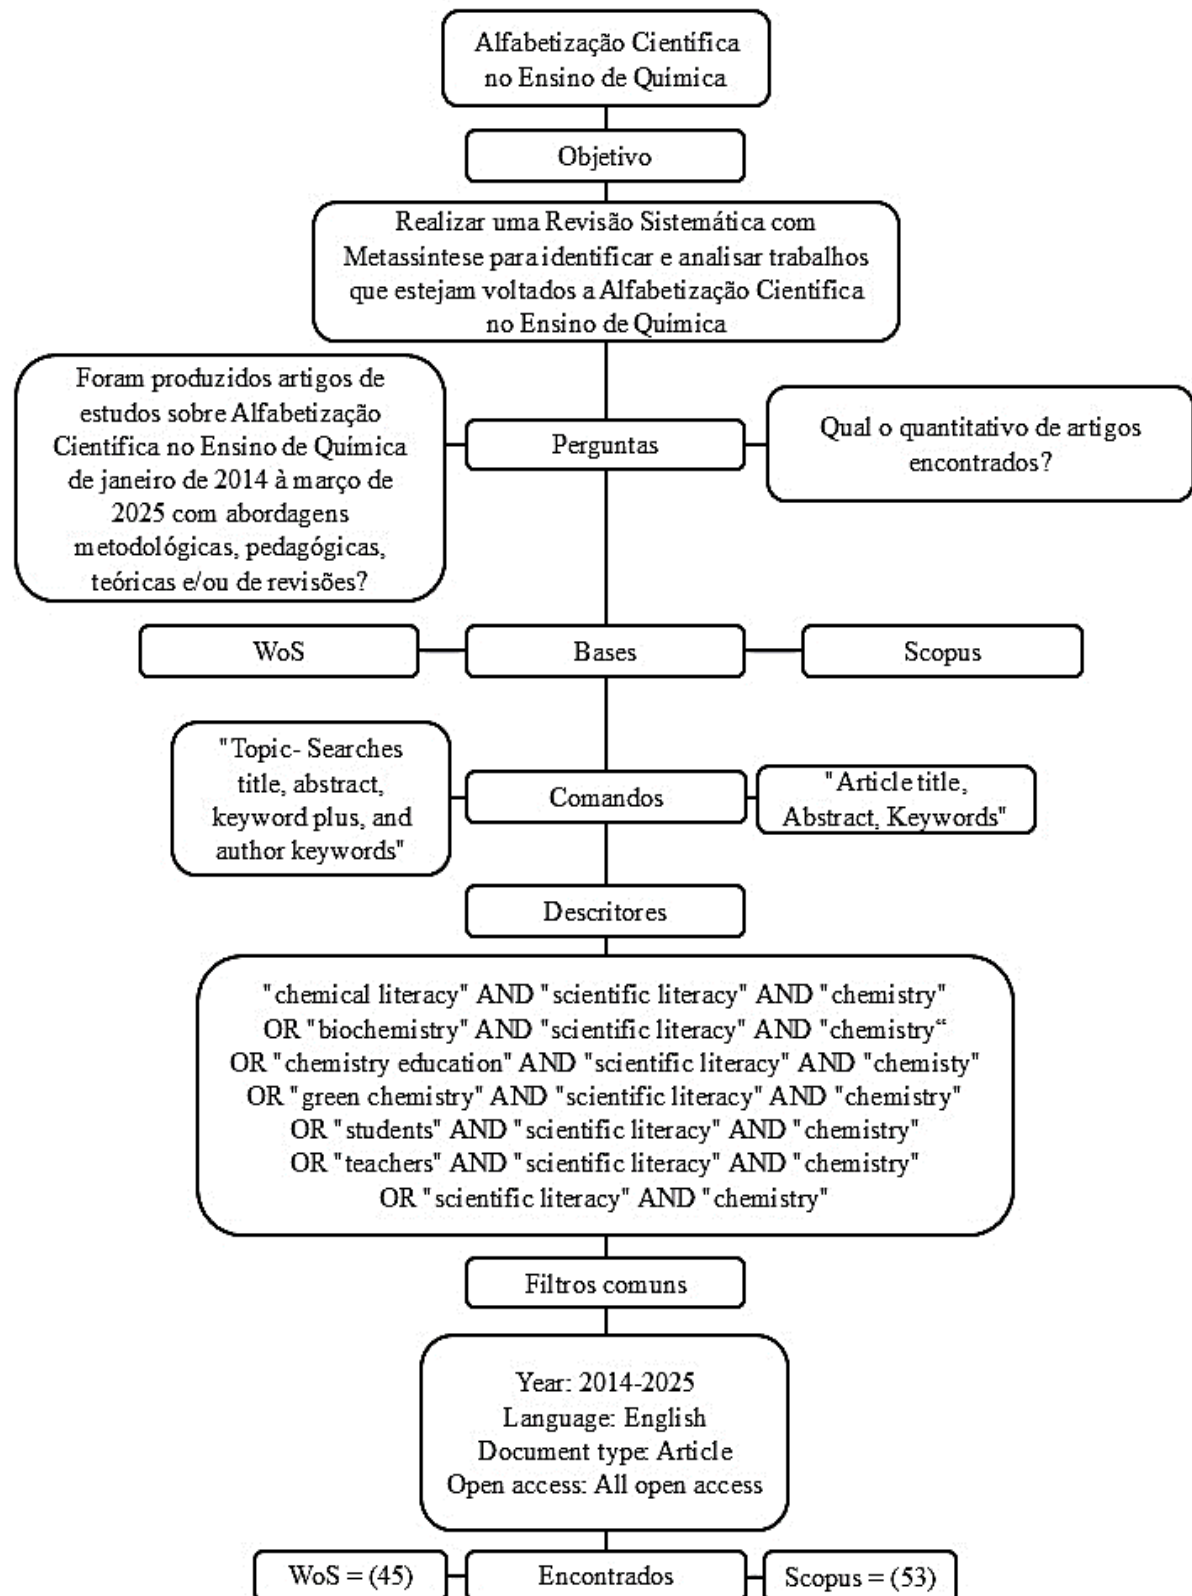 Alfabetização Científica
no Ensino de Química
Objetivo
Realizar uma Revisão Sistemática com
Metassíntese para identificar e analisar trabalhos
que estejam voltados a Alfabetização Científica
no Ensino de Química
Foram produzidos artigos de
estudos sobre Alfabetização
Científica no Ensino de Química
de janeiro de 2014 à março de
2025 com abordagens
metodológicas, pedagógicas,
teóricas e/ou de revisões?
Perguntas
Qual o quantitativo de artigos
encontrados?
WoS
Bases
Scopus
"Topic- Searches
title, abstract,
keyword plus, and
author keywords"
Comandos
"Article title,
Abstract, Keywords"
Descritores
"chemical literacy" AND "scientific literacy" AND "chemistry"
OR "biochemistry" AND "scientific literacy" AND "chemistry“
OR "chemistry education" AND "scientific literacy" AND "chemisty"
OR "green chemistry" AND "scientific literacy" AND "chemistry"
OR "students" AND "scientific literacy" AND "chemistry"
OR "teachers" AND "scientific literacy" AND "chemistry"
OR "scientific literacy" AND "chemistry"
Filtros comuns
Year: 2014-2025
Language: English
Document type: Article
Open access: All open access
WoS = (45)
Encontrados
Scopus = (53)